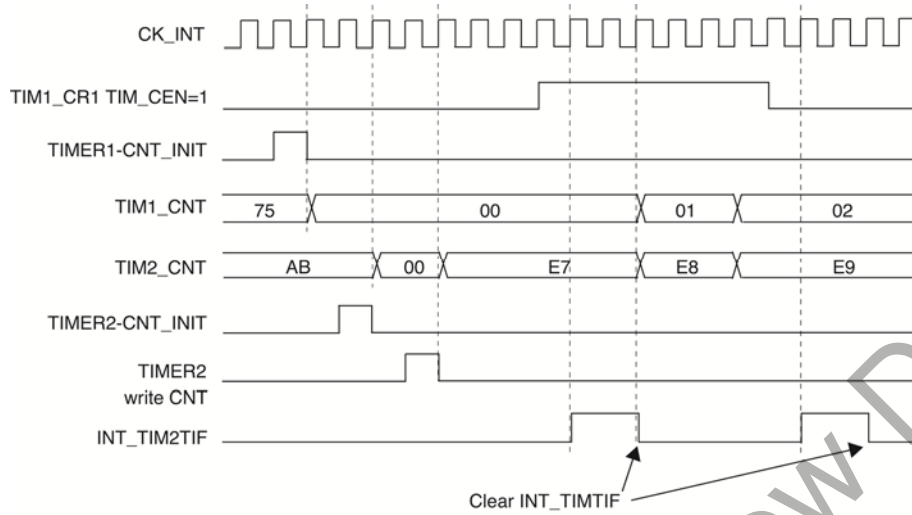 CK_INT
TIM1_CR1 TIM_CEN=1
TIMER1-CNT_INIT
TIM1_CNT 75 00 01 02
TIM2_CNT AB 00 E7 E8 E9
TIMER2-CNT_INIT
TIMER2
write CNT
INT_TIM2TIF
Clear INT_TIMTIF